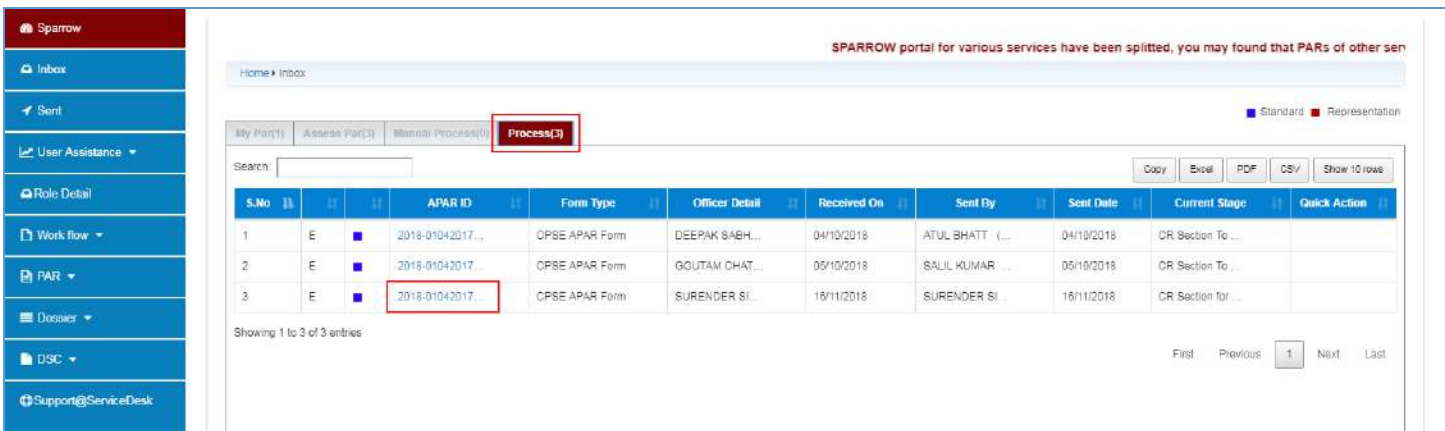 Sparrow
Inbox
Sent
User Assistance
Role Detail
Work flow
PAR
Dossier
DSC
Support@ServiceDesk
SPARROW portal for various services have been splitted, you may found that PARs of other ser
Home Inbox
Standard Representation
My Par(1) Assess Par(3) Manual Process(0) Process(3)
Search:
Copy Excel PDF CSV Show 10 rows
S.No APAR ID Form Type Officer Detail Received On Sent By Sent Date Current Stage Quick Action
1 E 2018-01042017... CPSE APAR Form DEEPAK SABH... 04/10/2018 ATUL BHATT (... 04/10/2018 CR Section To ...
2 E 2018-01042017... CPSE APAR Form GOUTAM CHAT... 05/10/2018 SALIL KUMAR ... 05/10/2018 CR Section To ...
3 E 2018-01042017... CPSE APAR Form SURENDER SI... 16/11/2018 SURENDER SI... 16/11/2018 CR Section for ...
Showing 1 to 3 of 3 entries
First Previous 1 Next Last